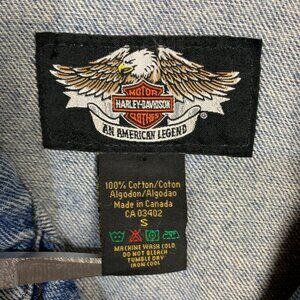 MOTOR
HARLEY-DAVIDSON
CLOTHES
AN AMERICAN LEGEND
®
100% Cotton/Coton
Algodon/Algodao
Made in Canada
CA 03402
S
MACHINE WASH COLD
DO NOT BLEACH
TUMBLE DRY
IRON COOL